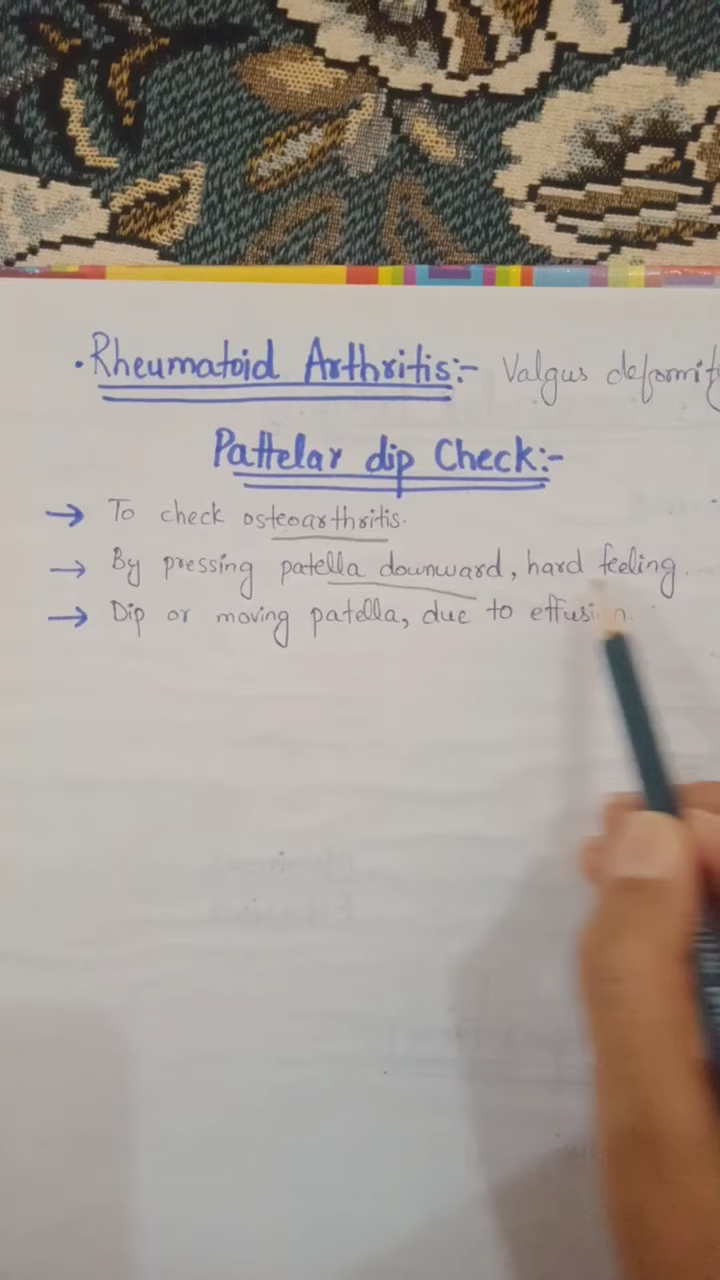 • Rheumatoid Arthritis:- Valgus deformit
Pattelar dip Check:-
→ To check osteoarthritis.
→ By pressing patella downward, hard feeling.
→ Dip or moving patella, due to effusion.